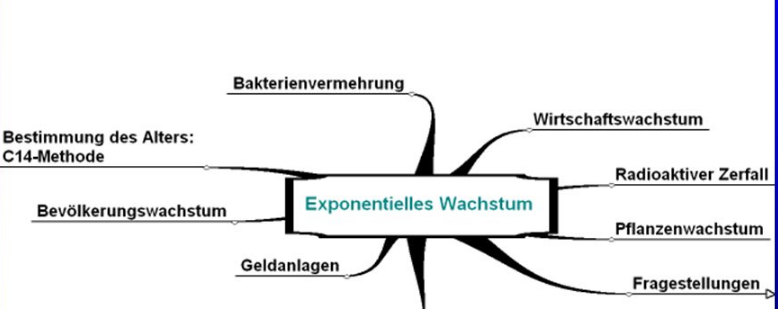 Bakterienvermehrung
Wirtschaftswachstum
Bestimmung des Alters:
C14-Methode
Radioaktiver Zerfall
Exponentielles Wachstum
Bevölkerungswachstum
Pflanzenwachstum
Geldanlagen
Fragestellungen